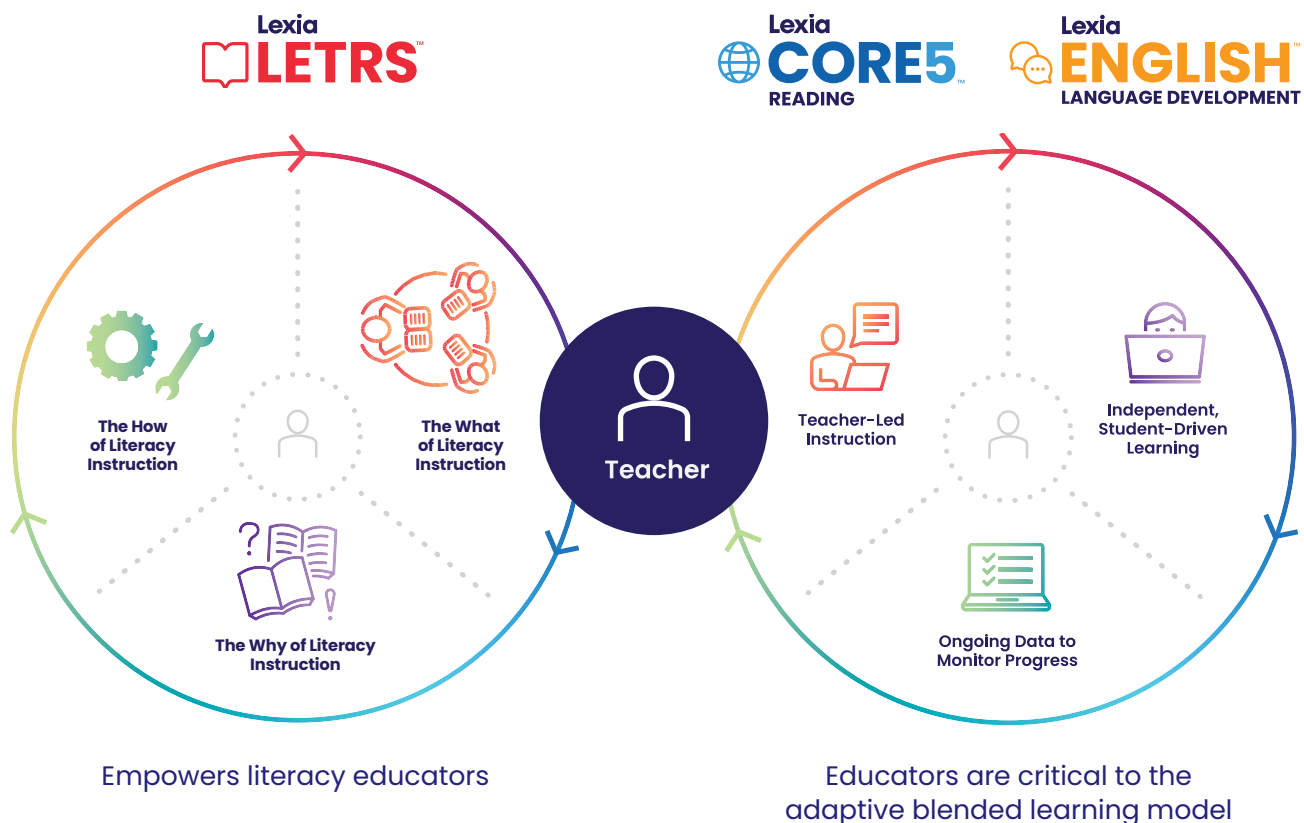 Lexia
LETRS™
Lexia
CORE5™
READING
Lexia
ENGLISH™
LANGUAGE DEVELOPMENT
The How
of Literacy
Instruction
The What
of Literacy
Instruction
?
!
The Why of Literacy
Instruction
Teacher
Teacher-Led
Instruction
Independent,
Student-Driven
Learning
Ongoing Data to
Monitor Progress
Empowers literacy educators
Educators are critical to the
adaptive blended learning model